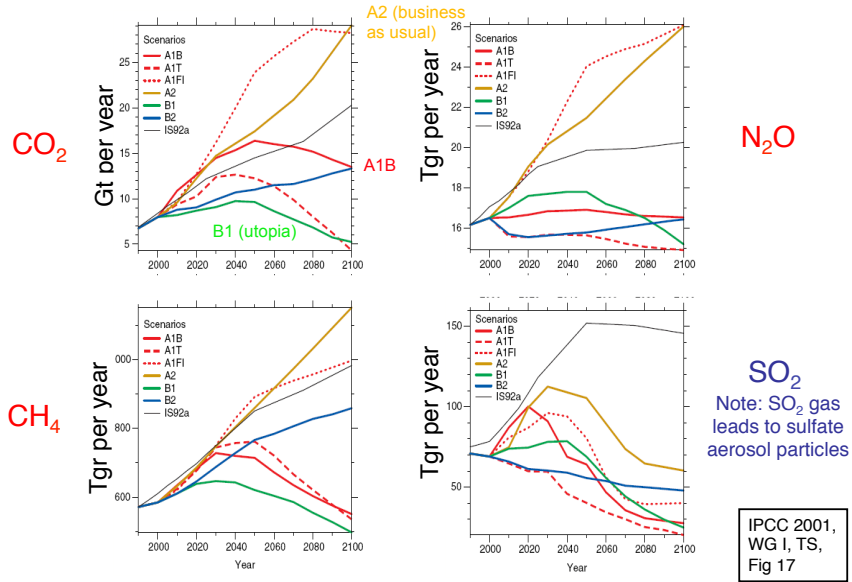 A2 (business
as usual)
CO2
Gt per year
Scenarios
A1B
A1T
A1FI
A2
B1
B2
IS92a
25
20
15
10
5
2000 2020 2040 2060 2080 2100
A1B
B1 (utopia)
Tgr per year
Scenarios
A1B
A1T
A1FI
A2
B1
B2
IS92a
26
24
22
20
18
16
2000 2020 2040 2060 2080 2100
N2O
CH4
Tgr per year
Scenarios
A1B
A1T
A1FI
A2
B1
B2
IS92a
000
800
600
2000 2020 2040 2060 2080 2100
Year
Tgr per year
Scenarios
A1B
A1T
A1FI
A2
B1
B2
IS92a
150
100
50
2000 2020 2040 2060 2080 2100
Year
SO2
Note: SO2 gas
leads to sulfate
aerosol particles
IPCC 2001,
WG I, TS,
Fig 17